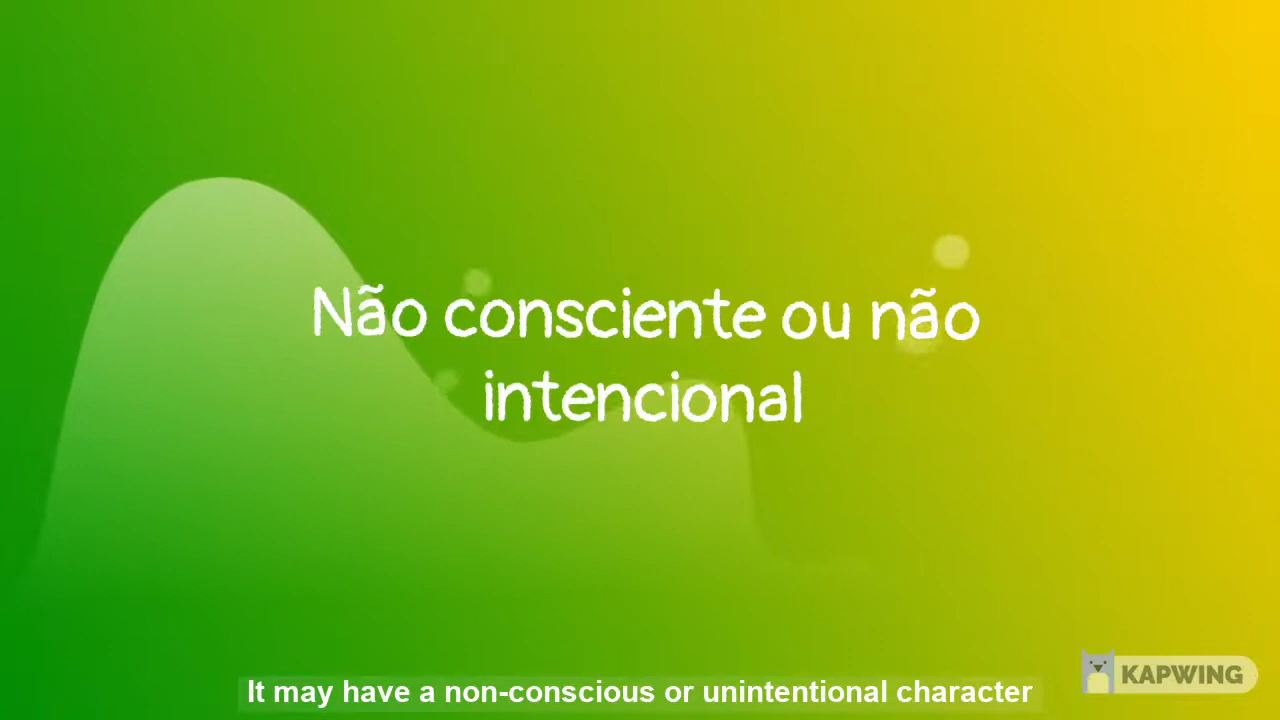 Não consciente ou não
intencional
KAPWING
It may have a non-conscious or unintentional character